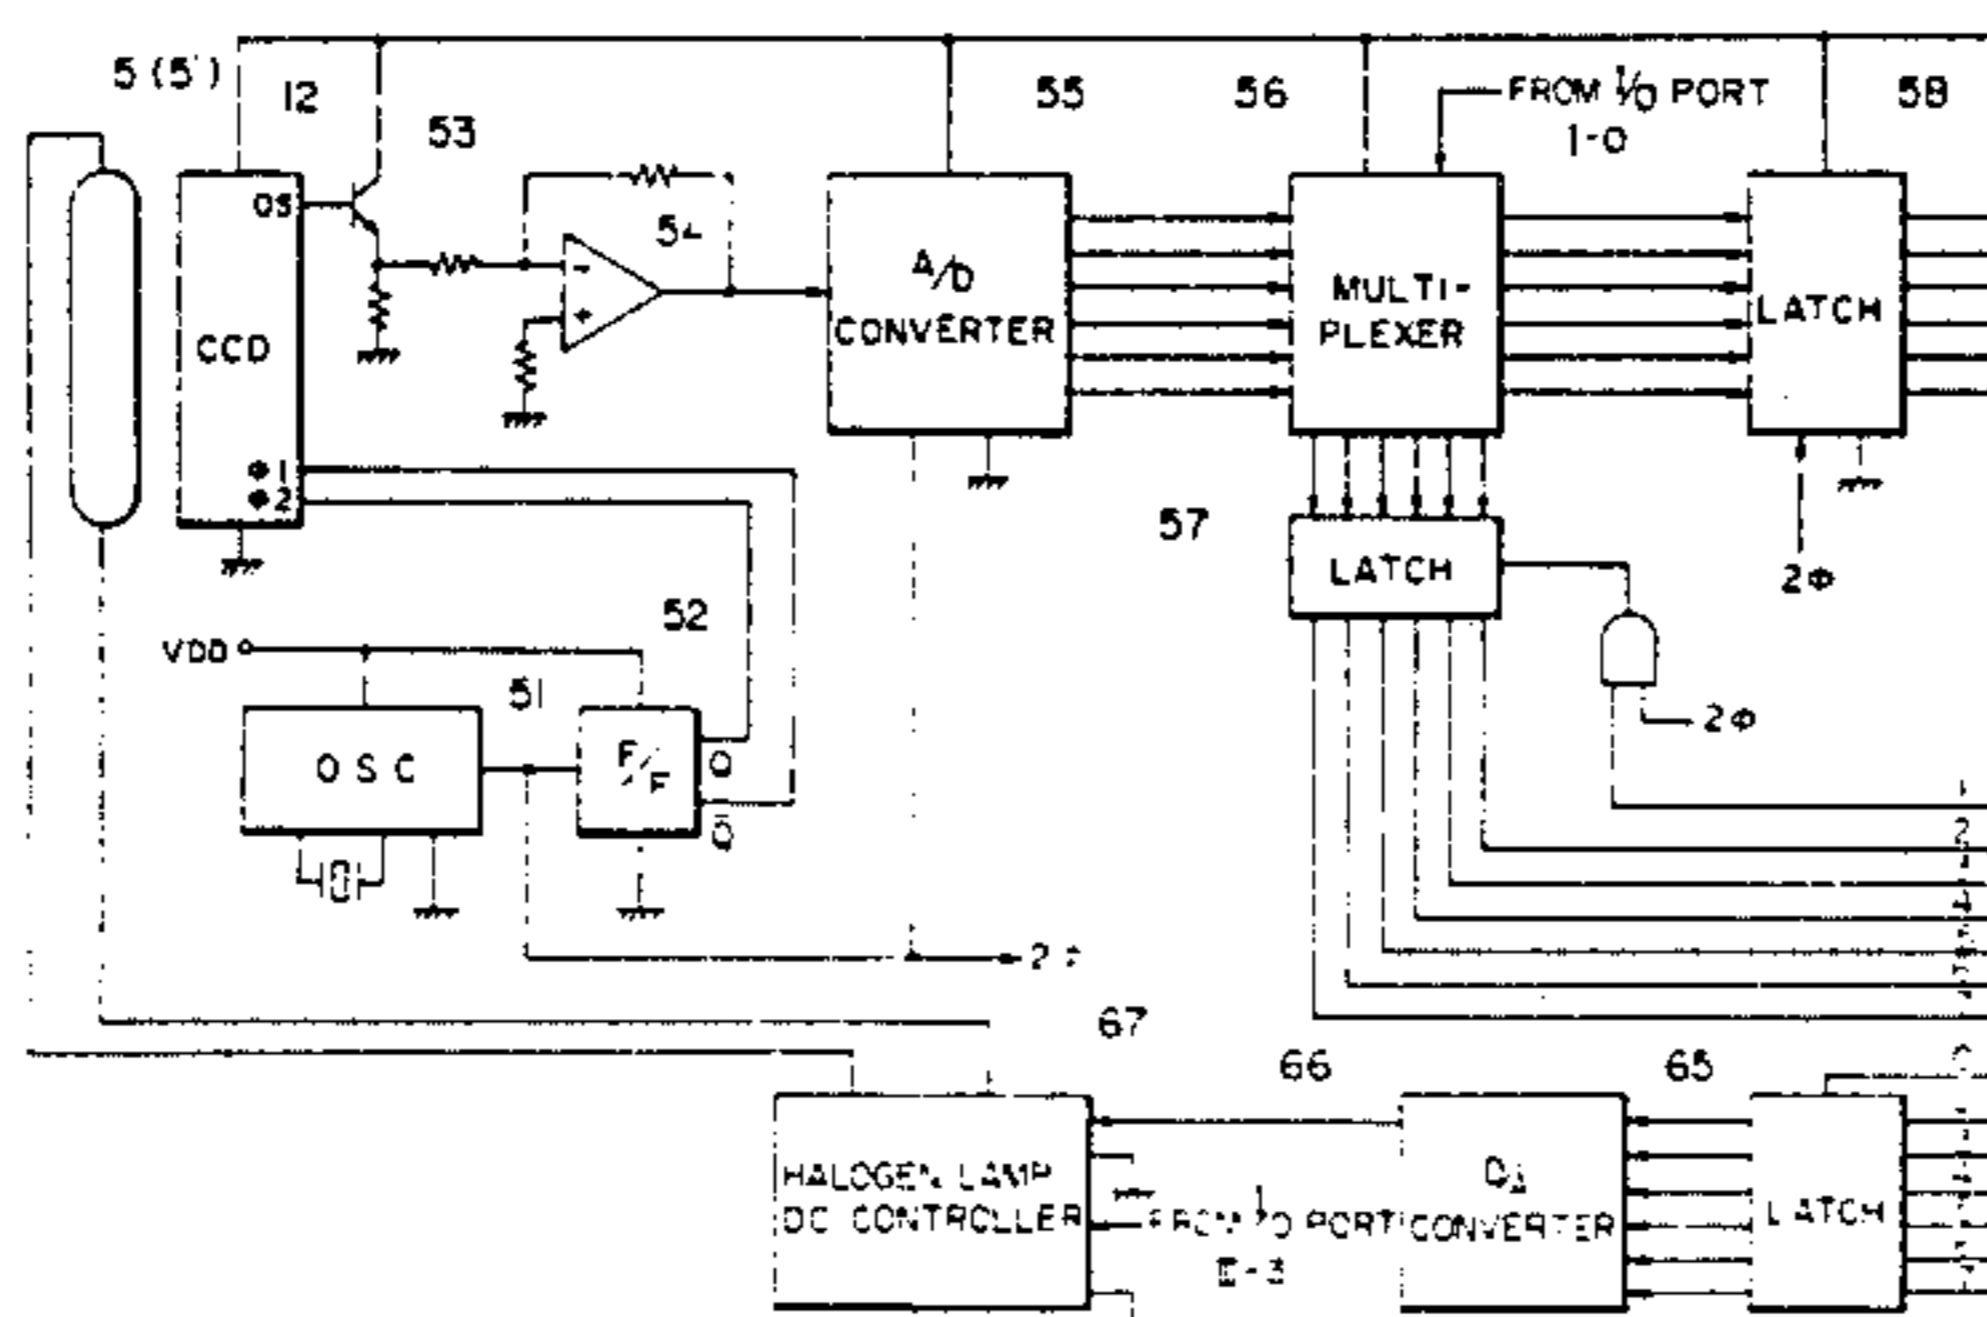 5 (5')
12
53
55
56
FROM I/O PORT
1-0
58
OS
54
A/D
CONVERTER
MULTI-
PLEXER
LATCH
CCD
Φ1
Φ2
57
LATCH
2Φ
52
VDD
51
2Φ
OSC
F/F
Q
Q̄
2
67
66
65
HALOGEN LAMP
DC CONTROLLER
FROM I/O PORT
D/A
CONVERTER
LATCH